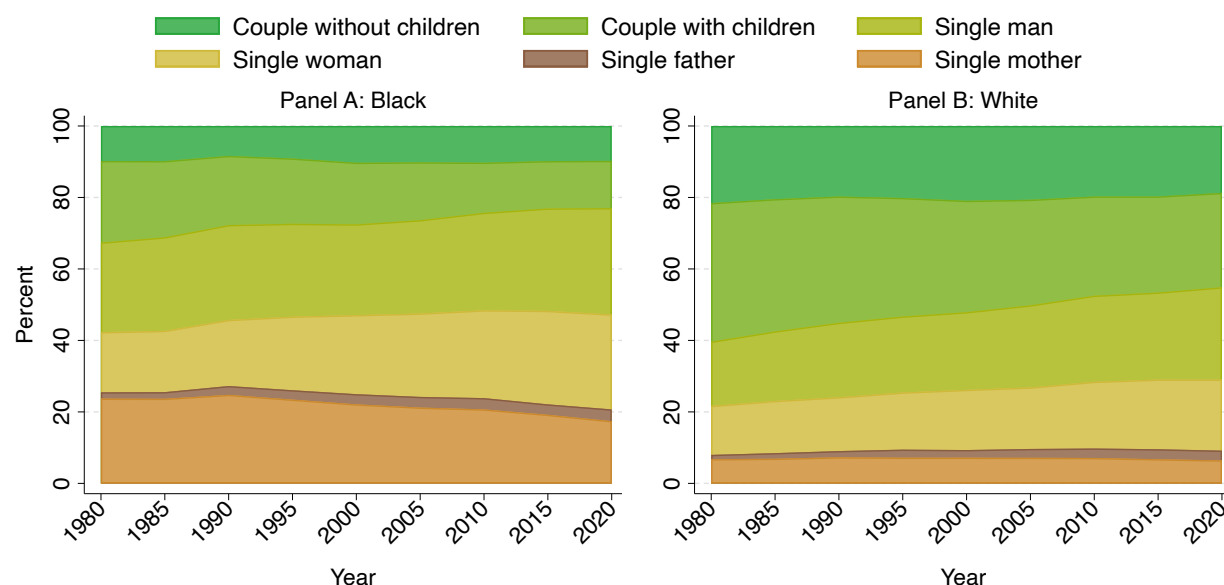 Couple without children Couple with children Single man
Single woman Single father Single mother
Panel A: Black Panel B: White
Percent
100
80
60
40
20
0
1980 1985 1990 1995 2000 2005 2010 2015 2020
Year
100
80
60
40
20
0
1980 1985 1990 1995 2000 2005 2010 2015 2020
Year